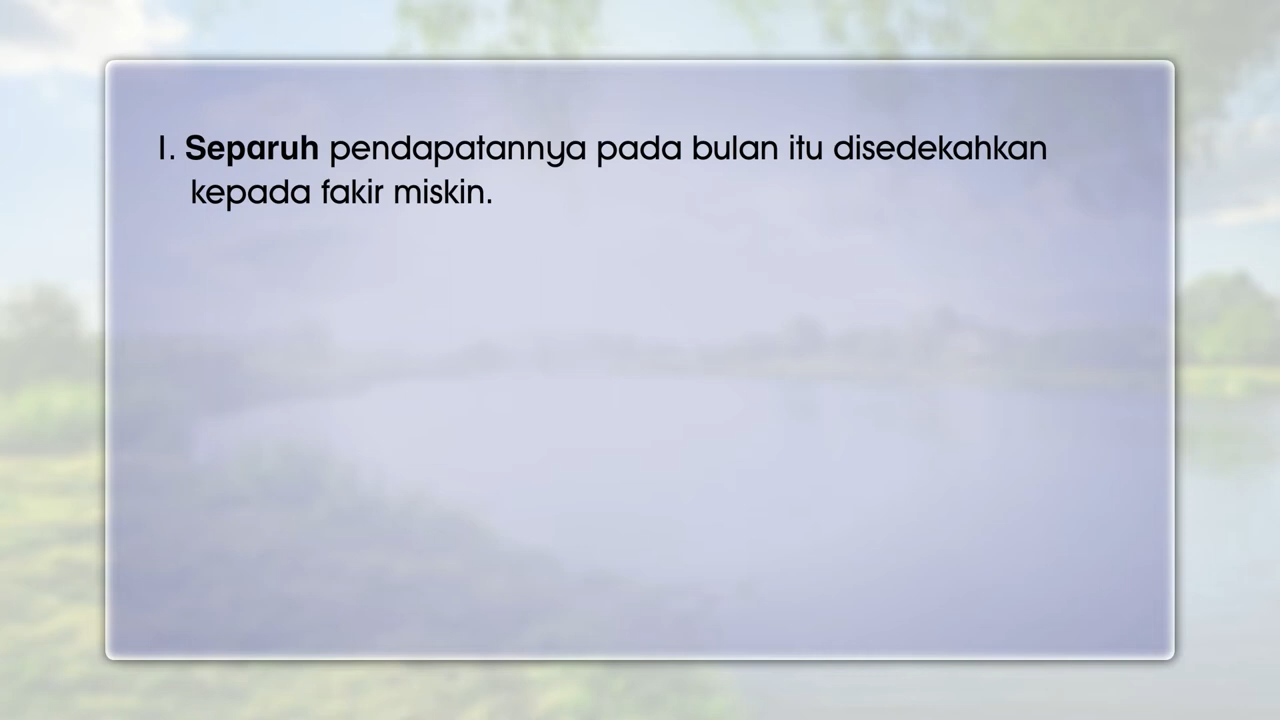 1. Separuh pendapatannya pada bulan itu disedekahkan
kepada fakir miskin.